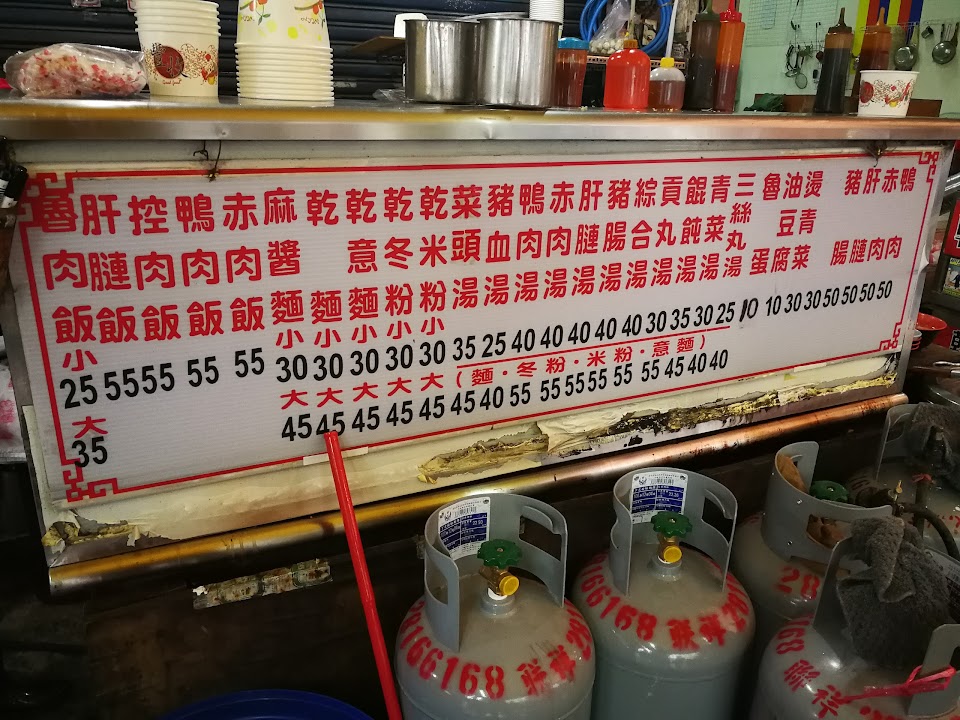 魯肉飯
肝腱飯
控肉飯
鴨肉飯
赤肉飯
麻醬麵
乾麵
乾意麵
乾冬粉
乾米粉
菜頭湯
豬血湯
鴨肉湯
赤肉湯
肝腱湯
豬腸湯
綜合湯
貢丸湯
餛飩湯
青菜湯
三絲丸湯
魯蛋
油豆腐
燙青菜
豬腸
肝腱
赤肉
鴨肉
小 小 小 小 小 小
25 55 55 55 55 30 30 30 30 30 35 25 40 40 40 40 40 30 35 30 25 10 10 30 30 50 50 50 50
大 大 大 大 大 大 (麵·冬粉·米粉·意麵)
35 45 45 45 45 45 45 40 55 55 55 55 55 55 45 40 40
66168 聯祥
66168 聯祥